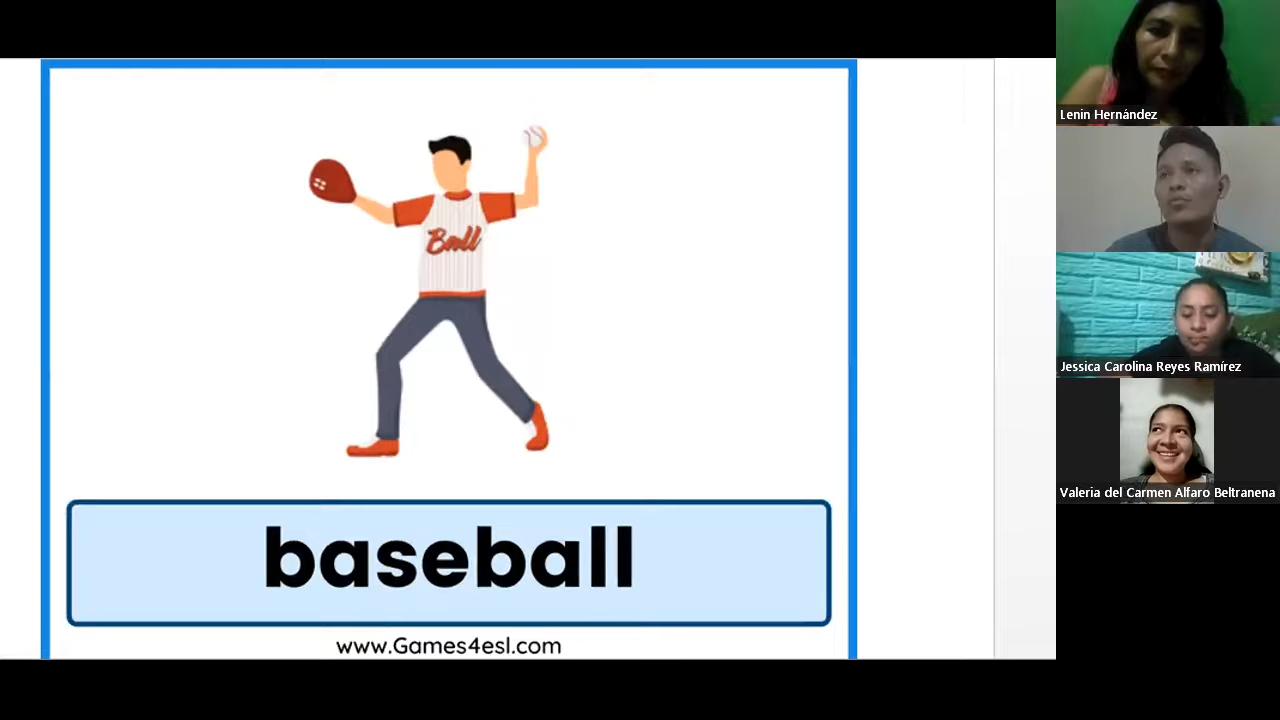 Ball
baseball
www.Games4esl.com
Lenin Hernández
Jessica Carolina Reyes Ramírez
Valeria del Carmen Alfaro Beltranena